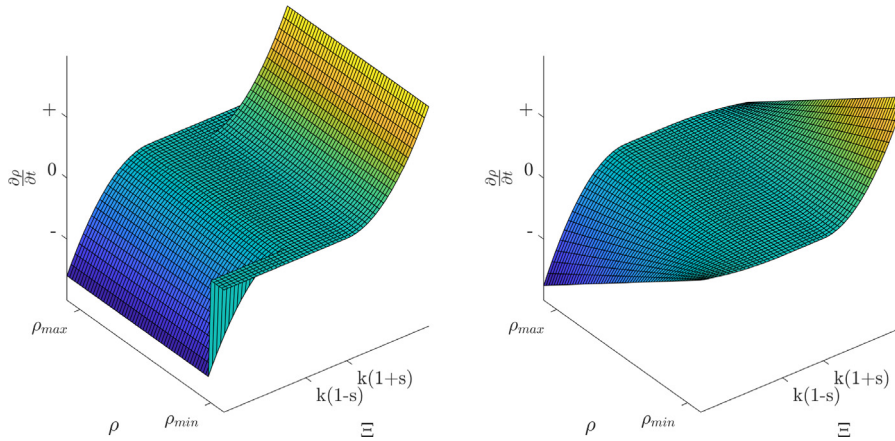 +
0
-
∂ρ/∂t
ρmax
ρmin
ρ
k(1-s)
k(1+s)
Ξ
+
0
-
∂ρ/∂t
ρmax
ρmin
ρ
k(1-s)
k(1+s)
Ξ